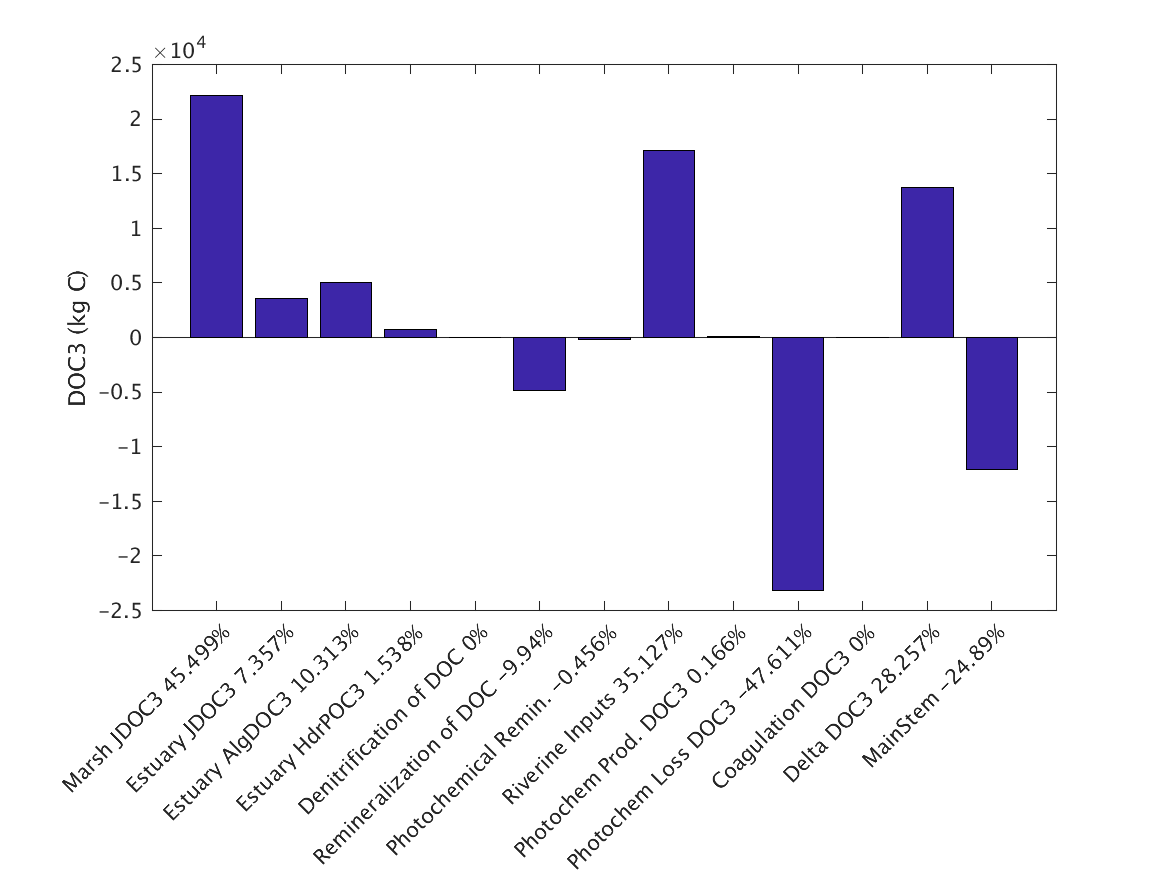 ×10⁴
2.5
2
1.5
1
0.5
0
−0.5
−1
−1.5
−2
−2.5
DOC3 (kg C)
Marsh JDOC3 45.499%
Estuary JDOC3 7.357%
Estuary AlgDOC3 10.313%
Estuary HdrPOC3 1.538%
Denitrification of DOC 0%
Remineralization of DOC −9.94%
Photochemical Remin. −0.456%
Riverine Inputs 35.127%
Photochem Prod. DOC3 0.166%
Photochem Loss DOC3 −47.611%
Coagulation DOC3 0%
Delta DOC3 28.257%
MainStem −24.89%